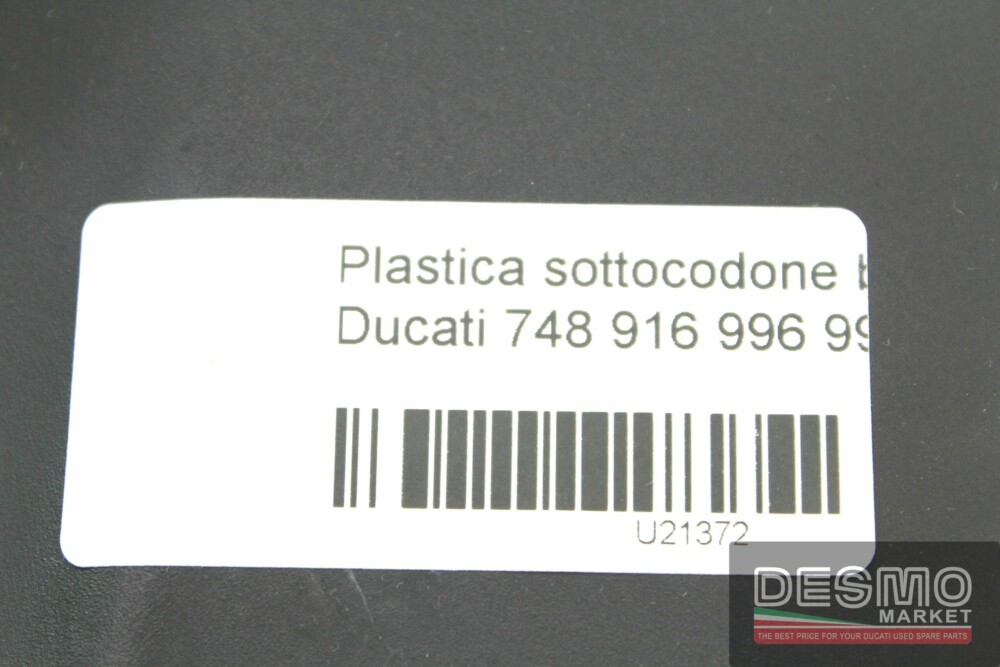 Plastica sottocodone
Ducati 748 916 996
U21372
DESMO
MARKET
THE BEST PRICE FOR YOUR DUCATI USED SPARE PARTS